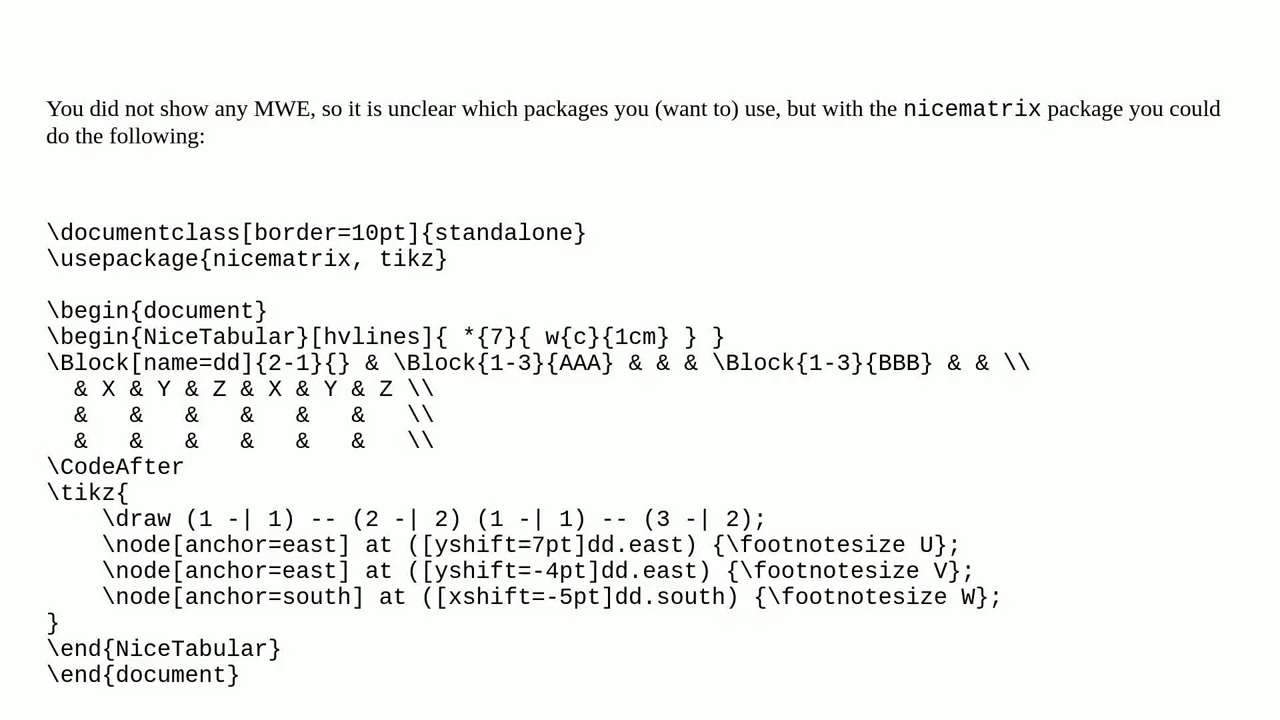 You did not show any MWE, so it is unclear which packages you (want to) use, but with the nicematrix package you could
do the following:
\documentclass[border=10pt]{standalone}
\usepackage{nicematrix, tikz}
\begin{document}
\begin{NiceTabular}[hvlines]{ *{7}{ w{c}{1cm} } }
\Block[name=dd]{2-1}{} & \Block{1-3}{AAA} & & & \Block{1-3}{BBB} & & \\
  & X & Y & Z & X & Y & Z \\
  &   &   &   &   &   &   \\
  &   &   &   &   &   &   \\
\CodeAfter
\tikz{
    \draw (1 -| 1) -- (2 -| 2) (1 -| 1) -- (3 -| 2);
    \node[anchor=east] at ([yshift=7pt]dd.east) {\footnotesize U};
    \node[anchor=east] at ([yshift=-4pt]dd.east) {\footnotesize V};
    \node[anchor=south] at ([xshift=-5pt]dd.south) {\footnotesize W};
}
\end{NiceTabular}
\end{document}